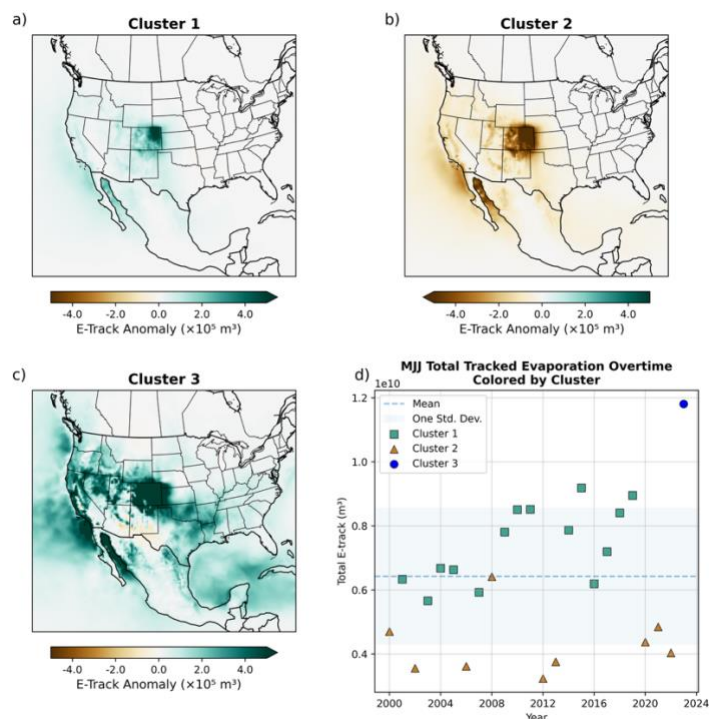 a)
Cluster 1
-4.0 -2.0 0.0 2.0 4.0
E-Track Anomaly (×10⁵ m³)
b)
Cluster 2
-4.0 -2.0 0.0 2.0 4.0
E-Track Anomaly (×10⁵ m³)
c)
Cluster 3
-4.0 -2.0 0.0 2.0 4.0
E-Track Anomaly (×10⁵ m³)
d)
MJJ Total Tracked Evaporation Overtime
Colored by Cluster
1e10
Mean
One Std. Dev.
Cluster 1
Cluster 2
Cluster 3
Total E-track (m³)
1.2
1.0
0.8
0.6
0.4
2000 2004 2008 2012 2016 2020 2024
Year